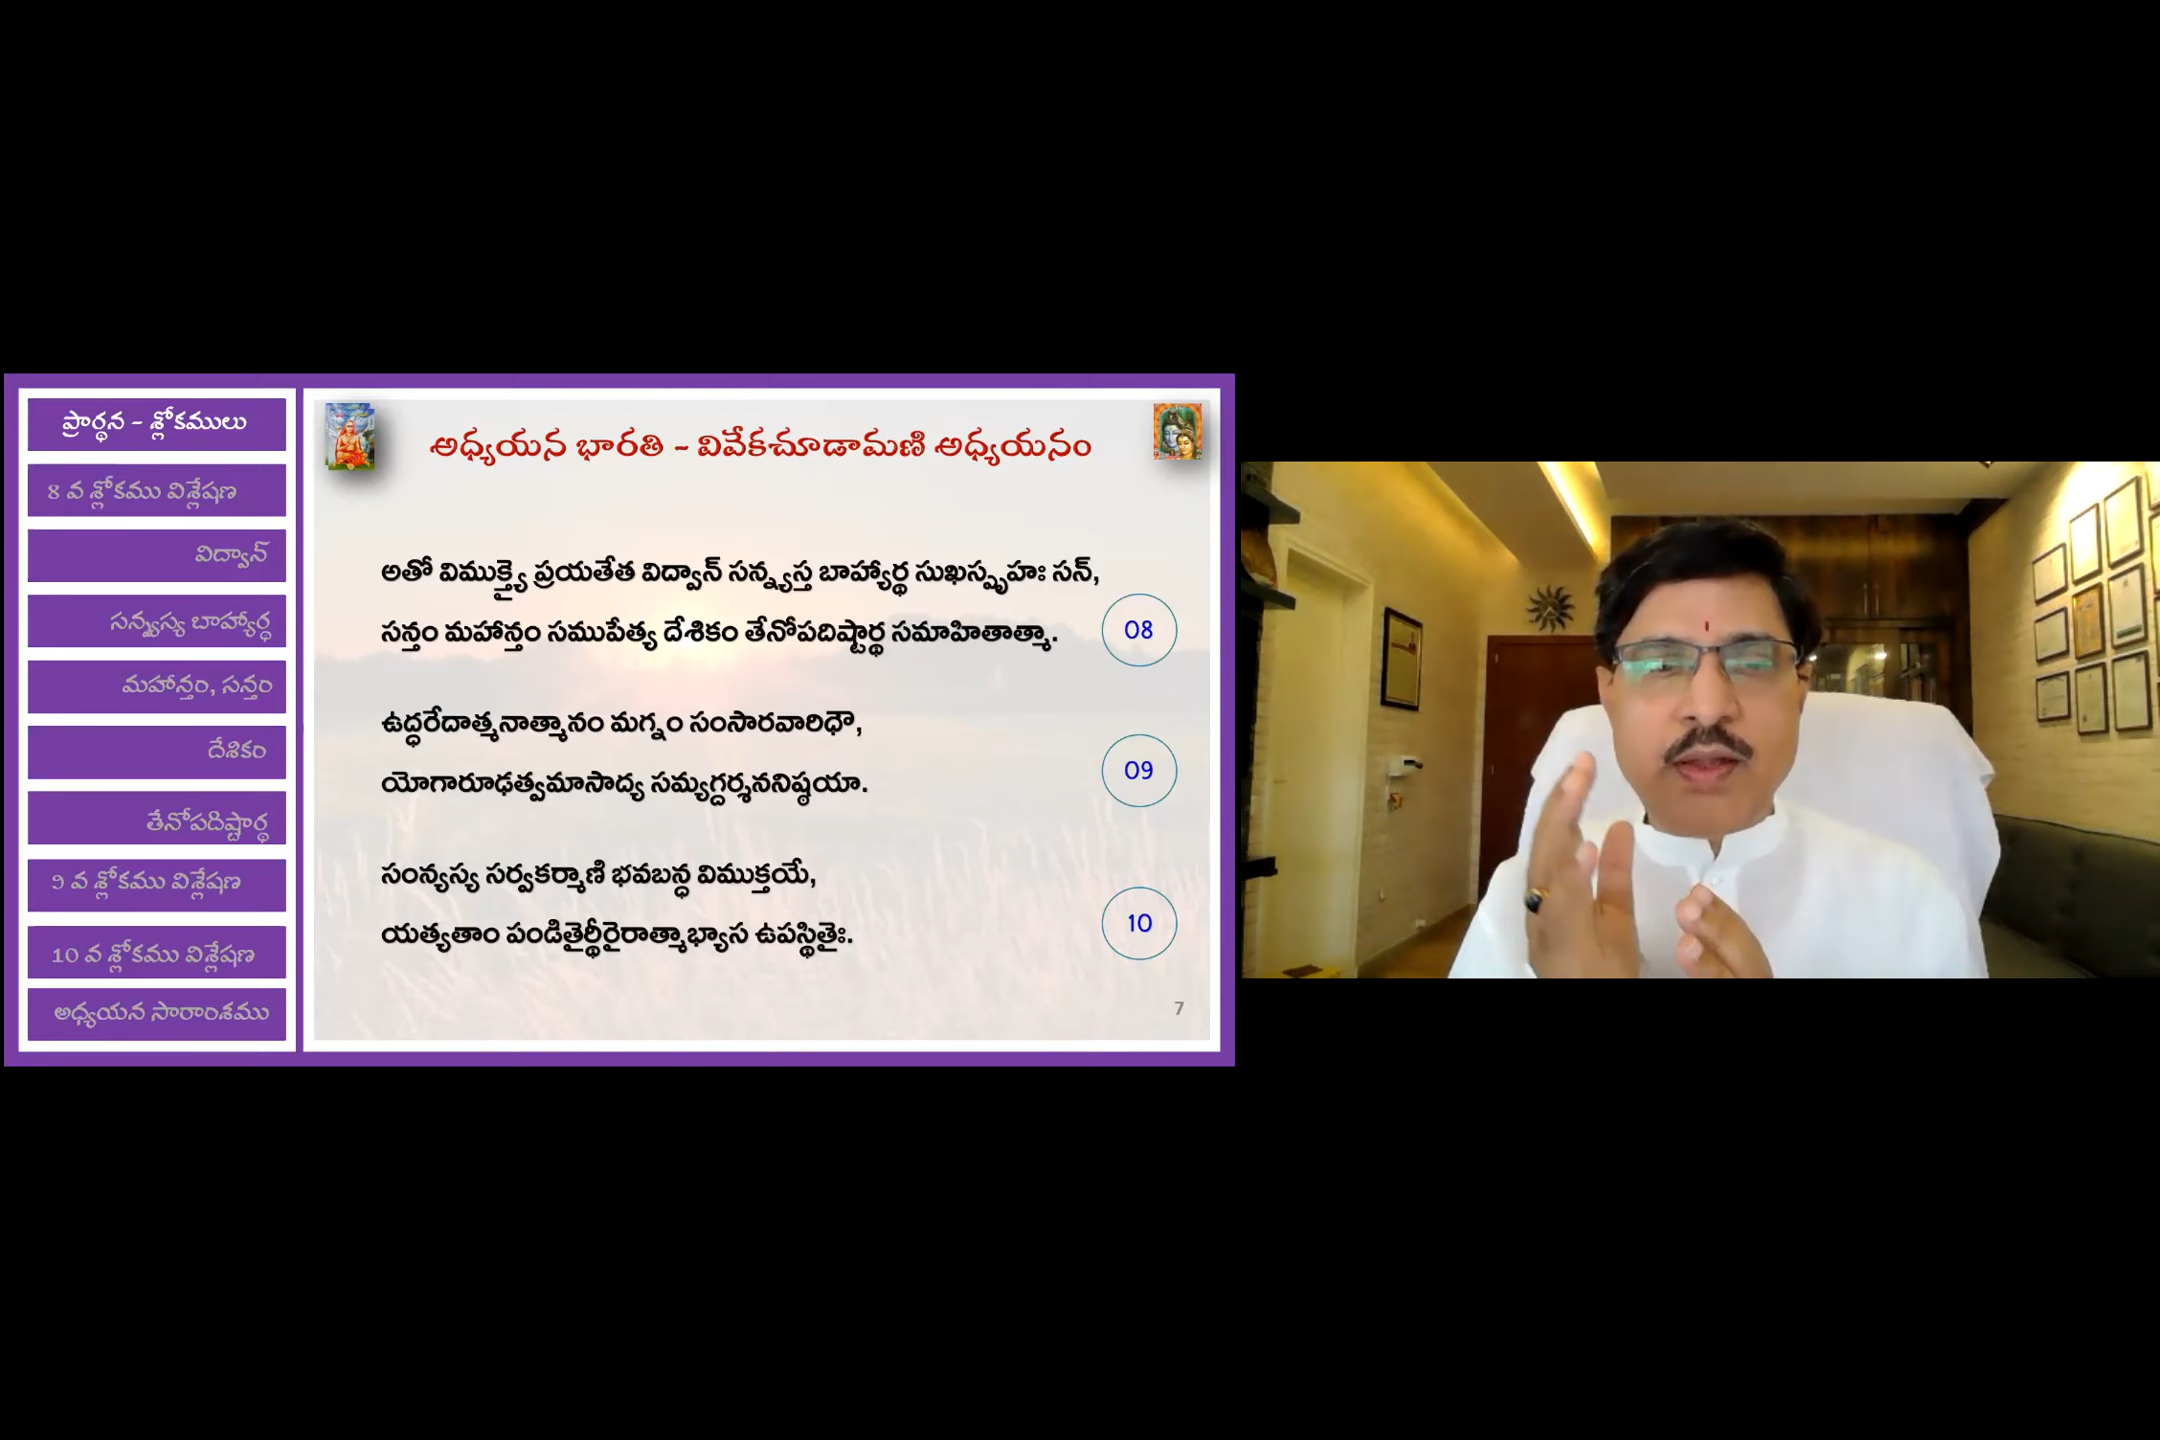 ప్రార్థన - శ్లోకములు
8 వ శ్లోకము విశ్లేషణ
విద్వాన్
సన్న్యస్య బాహ్యార్థ
మహాన్తం, సన్తం
దేశికం
తేనోపదిష్టార్థ
9 వ శ్లోకము విశ్లేషణ
10 వ శ్లోకము విశ్లేషణ
అధ్యయన సారాంశము
అధ్యయన భారతి - వివేకచూడామణి అధ్యయనం
అతో విముక్త్యై ప్రయతేత విద్వాన్ సన్న్యస్త బాహ్యార్థ సుఖస్పృహః సన్,
సన్తం మహాన్తం సముపేత్య దేశికం తేనోపదిష్టార్థ సమాహితాత్మా.
08
ఉద్ధరేదాత్మనాత్మానం మగ్నం సంసారవారిధౌ,
యోగారూఢత్వమాసాద్య సమ్యగ్దర్శననిష్ఠయా.
09
సంన్యస్య సర్వకర్మాణి భవబన్ధ విముక్తయే,
యత్యతాం పండితైర్ధీరైరాత్మాభ్యాస ఉపస్థితైః.
10
7